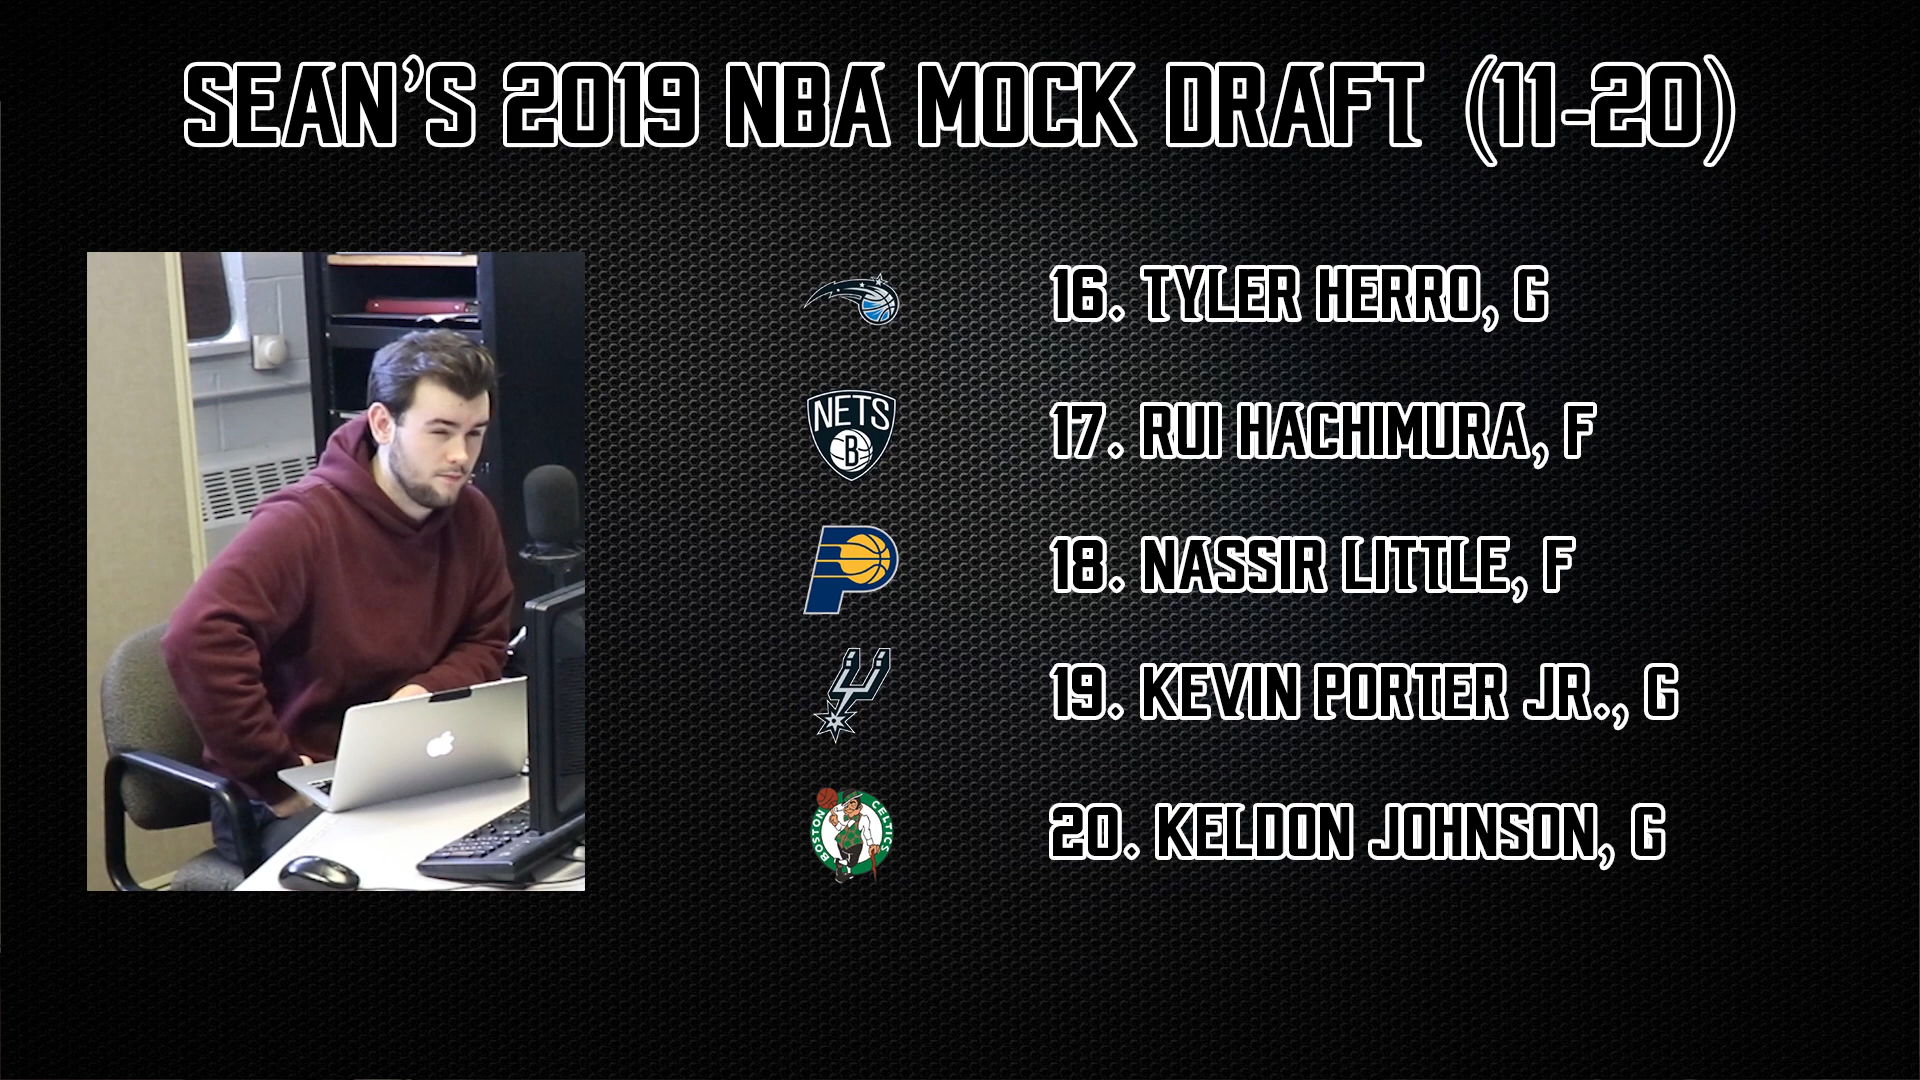 SEAN'S 2019 NBA MOCK DRAFT (11-20)
16. TYLER HERRO, G
NETS
B
17. RUI HACHIMURA, F
18. NASSIR LITTLE, F
19. KEVIN PORTER JR., G
BOSTON CELTICS
20. KELDON JOHNSON, G